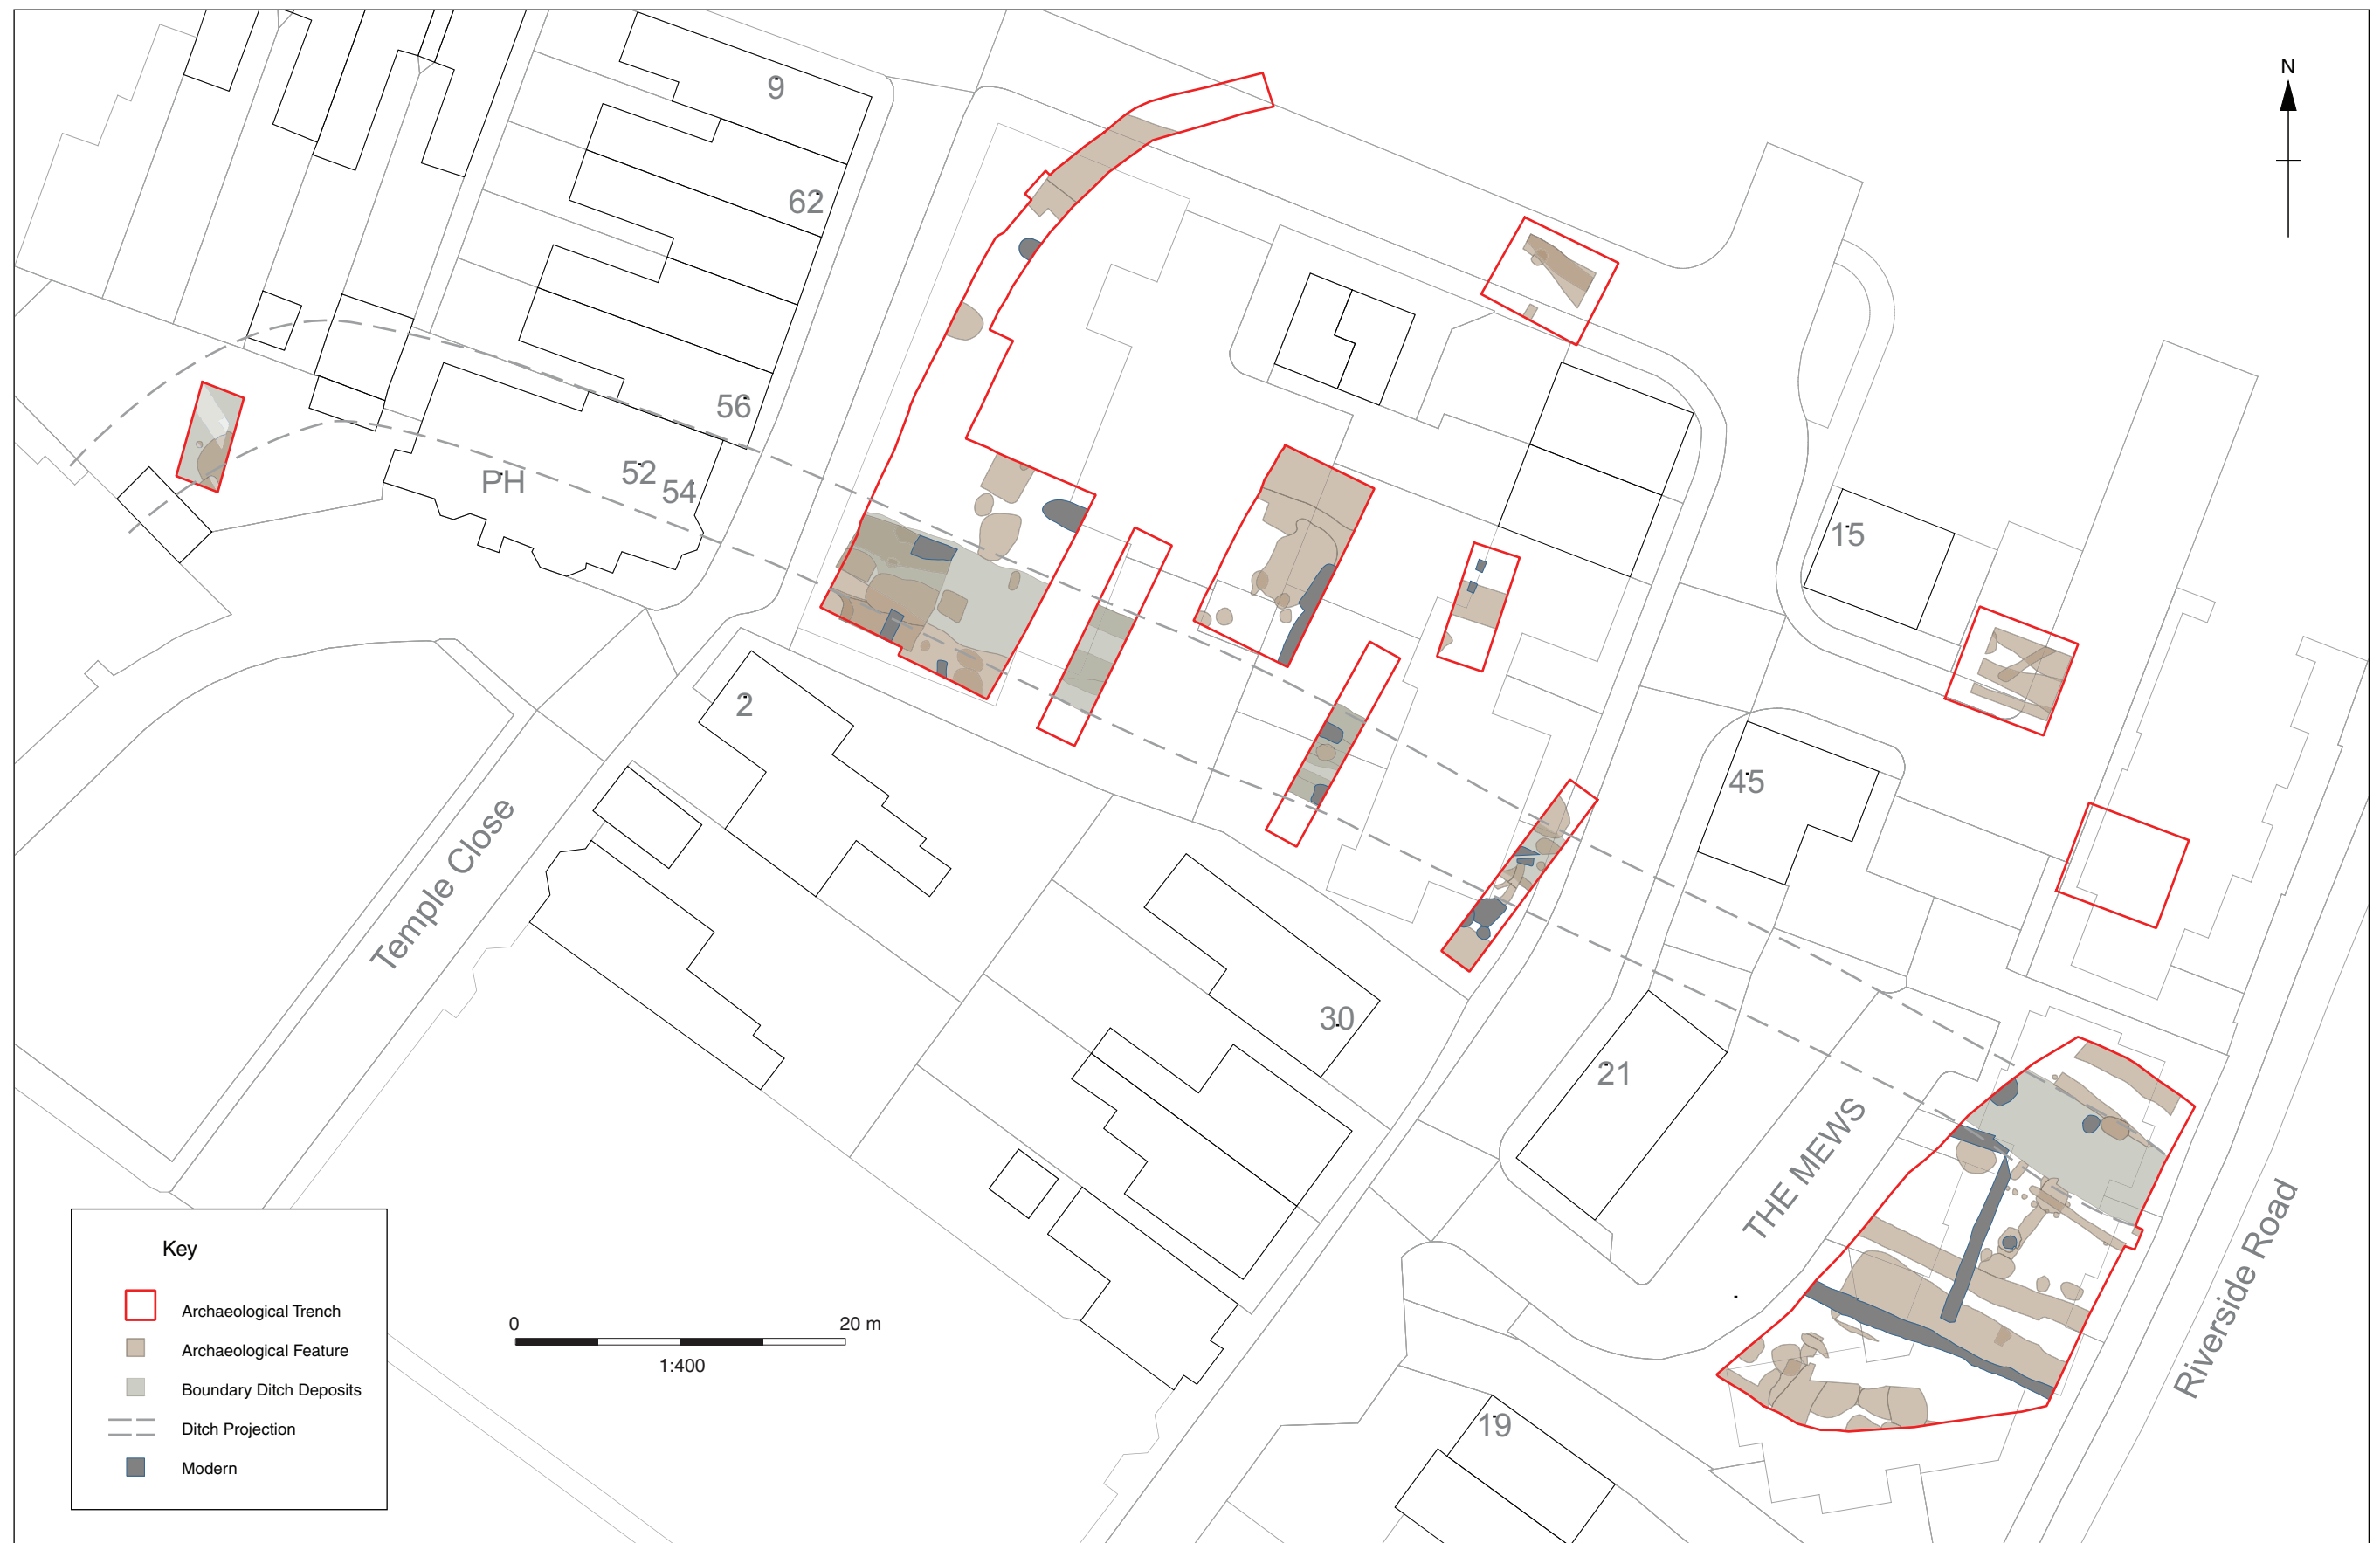 N
9
62
56
PH
52
54
15
2
45
Temple Close
30
21
THE MEWS
Riverside Road
19
Key
Archaeological Trench
Archaeological Feature
Boundary Ditch Deposits
Ditch Projection
Modern
0 20 m
1:400